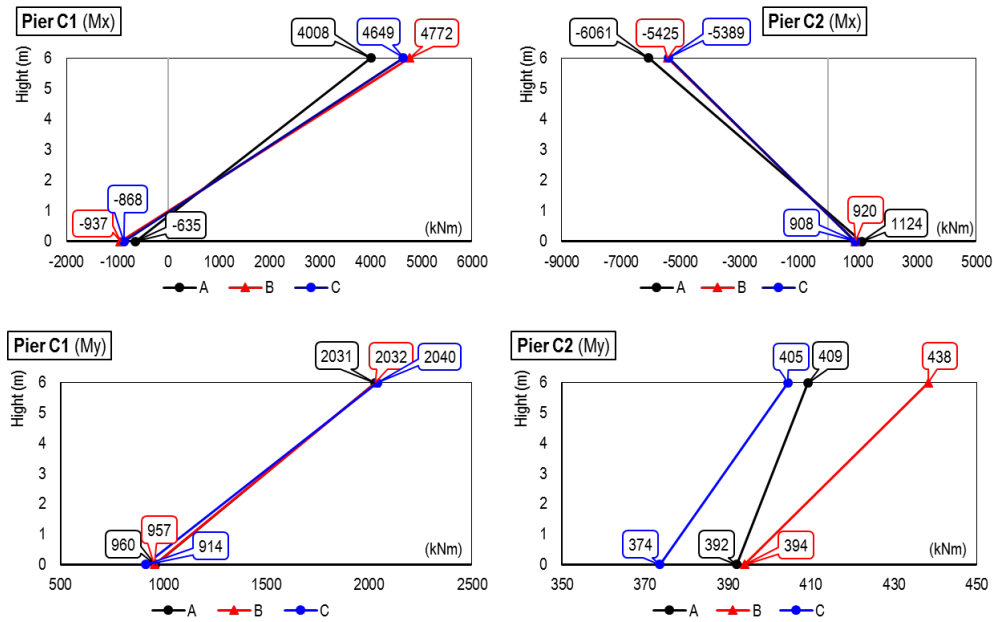 Pier C1 (Mx)
4008
4649
4772
Hight (m)
6
5
4
3
2
1
0
-937
-868
-635
(kNm)
-2000 -1000 0 1000 2000 3000 4000 5000 6000
A B C
Pier C2 (Mx)
-6061
-5425
-5389
Hight (m)
6
5
4
3
2
1
0
908
920
1124
(kNm)
-9000 -7000 -5000 -3000 -1000 1000 3000 5000
A B C
Pier C1 (My)
2031
2032
2040
Hight (m)
6
5
4
3
2
1
0
960
957
914
(kNm)
500 1000 1500 2000 2500
A B C
Pier C2 (My)
405
409
438
Hight (m)
6
5
4
3
2
1
0
374
392
394
(kNm)
350 370 390 410 430 450
A B C